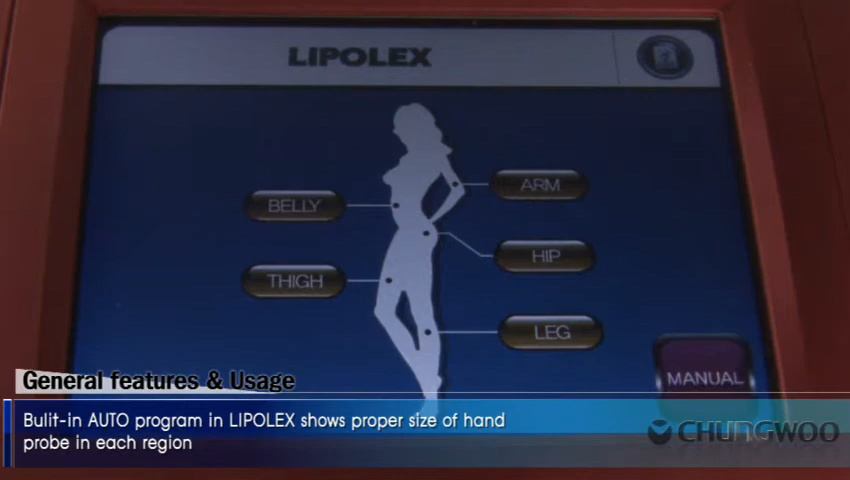 LIPOLEX
ARM
BELLY
HIP
THIGH
LEG
MANUAL
General features & Usage
Bulit-in AUTO program in LIPOLEX shows proper size of hand
probe in each region
CHUNGWOO